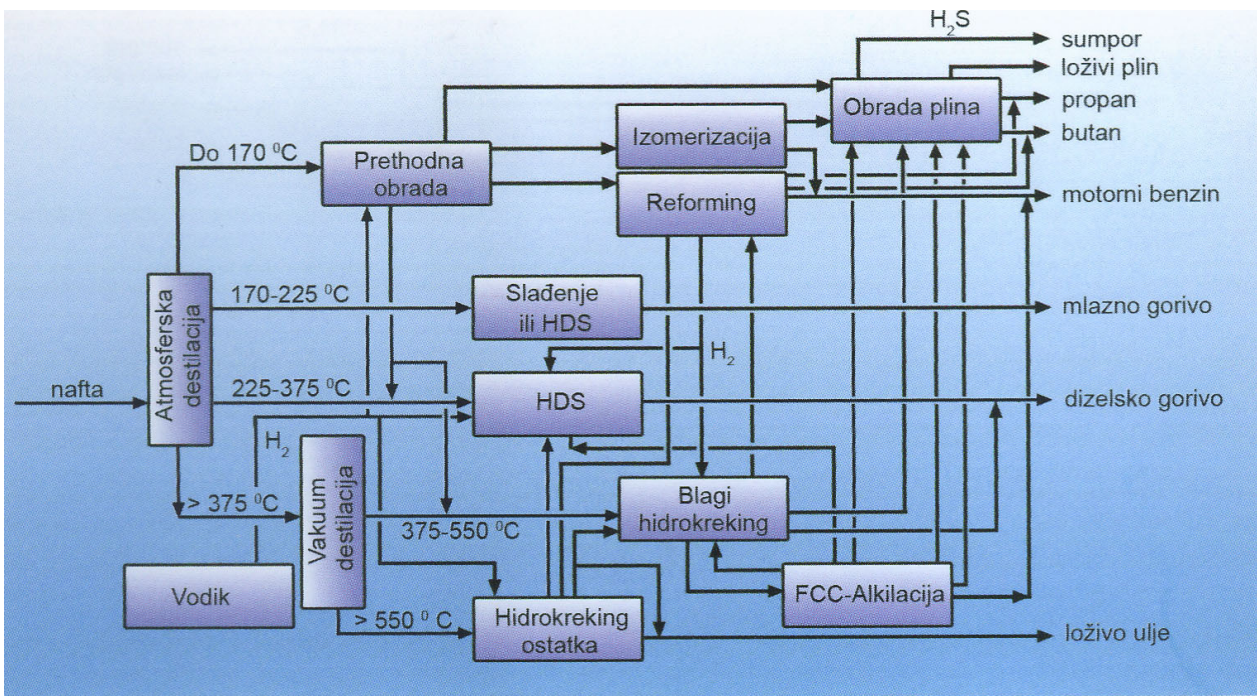 H₂S
sumpor
loživi plin
Obrada plina
propan
butan
Izomerizacija
Do 170 ⁰C
Prethodna
obrada
Reforming
motorni benzin
Atmosferska
destilacija
170-225 ⁰C
Slađenje
ili HDS
mlazno gorivo
H₂
nafta
225-375 ⁰C
HDS
dizelsko gorivo
H₂
> 375 ⁰C
Vakuum
destilacija
375-550 ⁰C
Blagi
hidrokreking
Vodik
FCC-Alkilacija
> 550 ⁰ C
Hidrokreking
ostatka
loživo ulje